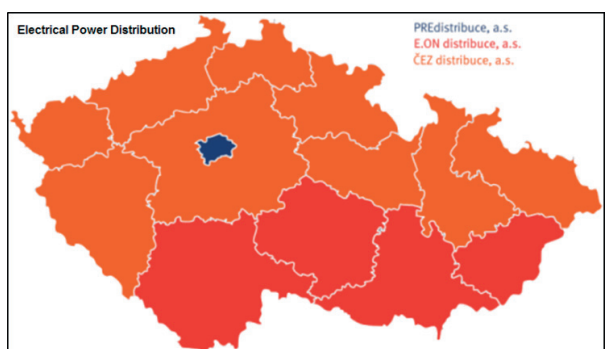 Electrical Power Distribution
PREdistribuce, a.s.
E.ON distribuce, a.s.
ČEZ distribuce, a.s.